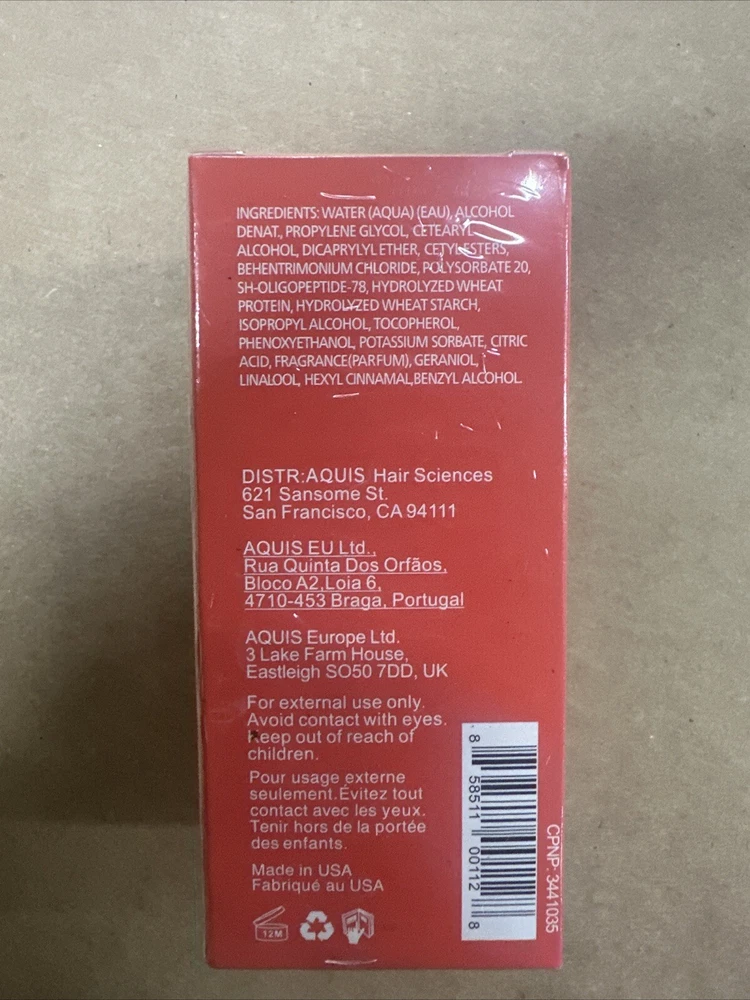 INGREDIENTS: WATER (AQUA) (EAU), ALCOHOL
DENAT., PROPYLENE GLYCOL, CETEARYL
ALCOHOL, DICAPRYLYL ETHER, CETYL ESTERS,
BEHENTRIMONIUM CHLORIDE, POLYSORBATE 20,
SH-OLIGOPEPTIDE-78, HYDROLYZED WHEAT
PROTEIN, HYDROLYZED WHEAT STARCH,
ISOPROPYL ALCOHOL, TOCOPHEROL,
PHENOXYETHANOL, POTASSIUM SORBATE, CITRIC
ACID, FRAGRANCE(PARFUM), GERANIOL,
LINALOOL, HEXYL CINNAMAL,BENZYL ALCOHOL.
DISTR:AQUIS Hair Sciences
621 Sansome St.
San Francisco, CA 94111
AQUIS EU Ltd.,
Rua Quinta Dos Orfãos,
Bloco A2,Loia 6,
4710-453 Braga, Portugal
AQUIS Europe Ltd.
3 Lake Farm House,
Eastleigh SO50 7DD, UK
For external use only.
Avoid contact with eyes.
Keep out of reach of
children.
Pour usage externe
seulement.Évitez tout
contact avec les yeux.
Tenir hors de la portée
des enfants.
Made in USA
Fabriqué au USA
12M
8 58511 00112 8
CPNP: 3441035